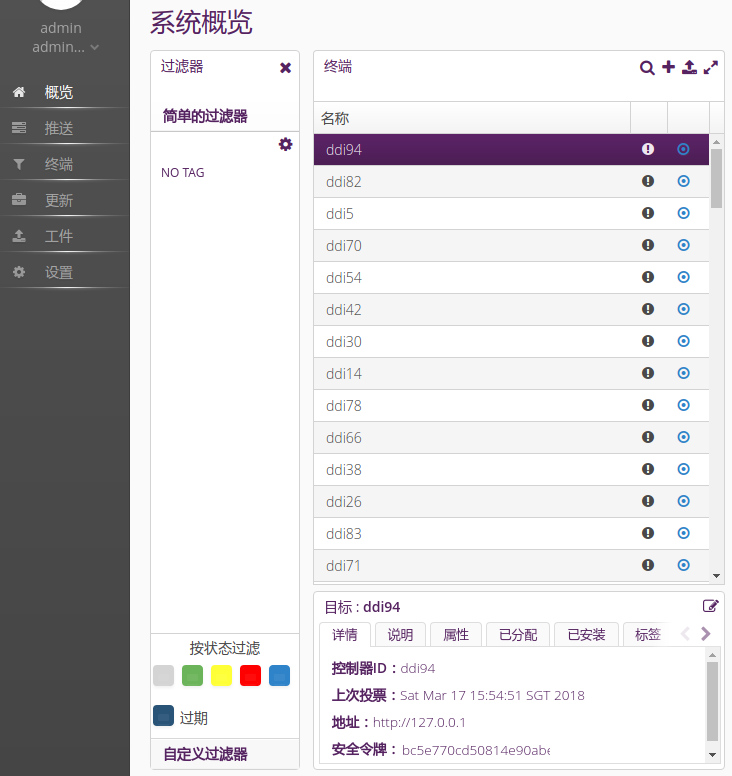 admin
admin...
概览
推送
终端
更新
工件
设置
系统概览
过滤器
简单的过滤器
NO TAG
按状态过滤
过期
自定义过滤器
终端
名称
ddi94
ddi82
ddi5
ddi70
ddi54
ddi42
ddi30
ddi14
ddi78
ddi66
ddi38
ddi26
ddi83
ddi71
目标 : ddi94
详情 说明 属性 已分配 已安装 标签
控制器ID： ddi94
上次投票： Sat Mar 17 15:54:51 SGT 2018
地址： http://127.0.0.1
安全令牌： bc5e770cd50814e90abe